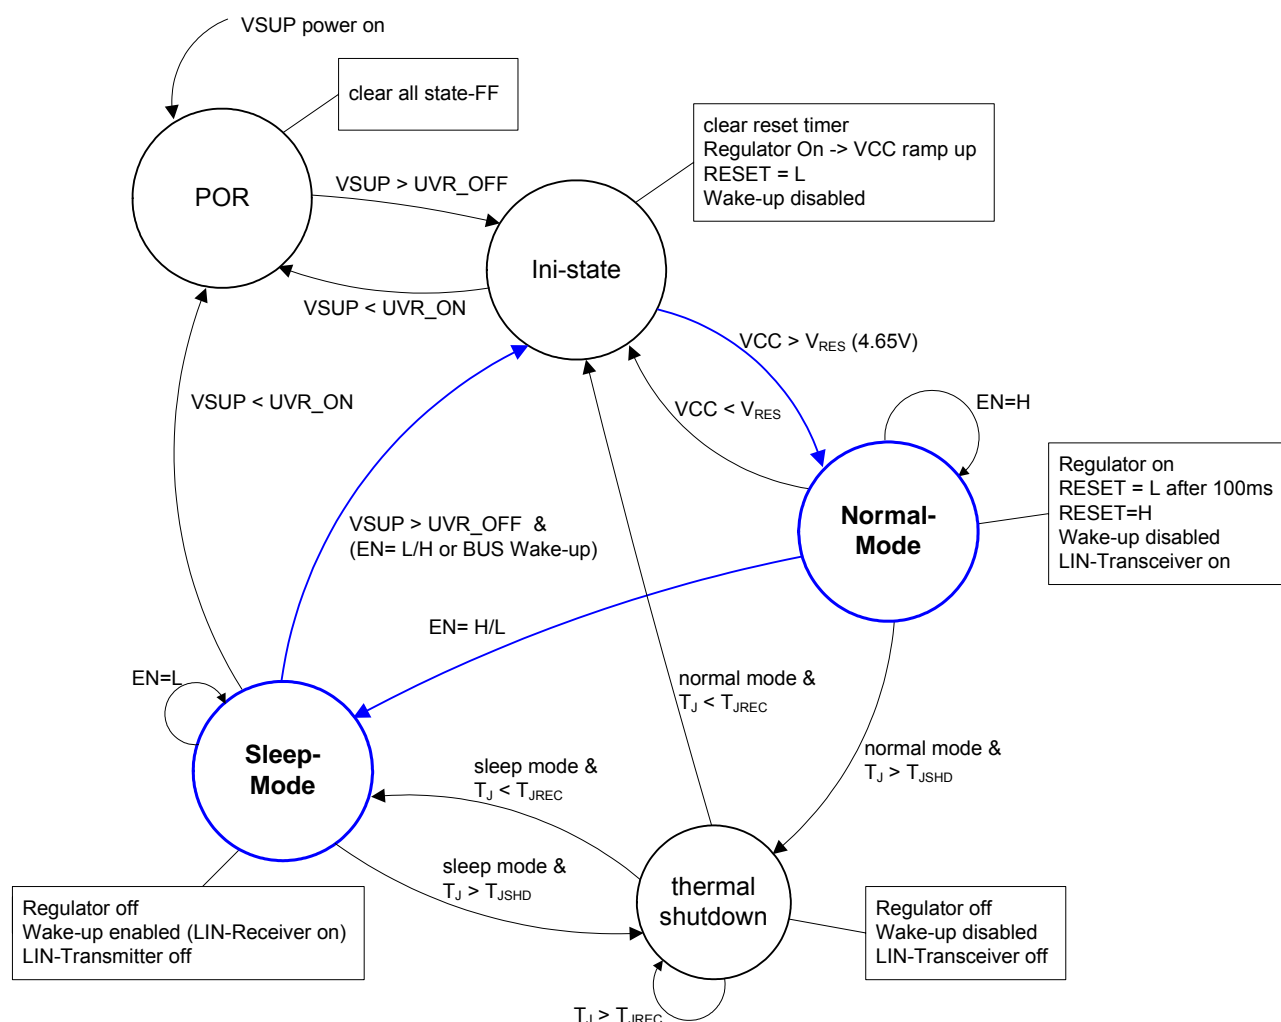 VSUP power on
clear all state-FF
clear reset timer
Regulator On -> VCC ramp up
RESET = L
Wake-up disabled
POR
VSUP > UVR_OFF
Ini-state
VSUP < UVR_ON
VCC > VRES (4.65V)
VSUP < UVR_ON
VCC < VRES
EN=H
Regulator on
RESET = L after 100ms
RESET=H
Wake-up disabled
LIN-Transceiver on
Normal-
Mode
VSUP > UVR_OFF &
(EN= L/H or BUS Wake-up)
EN= H/L
EN=L
normal mode &
TJ < TJREC
Sleep-
Mode
normal mode &
TJ > TJSHD
sleep mode &
TJ < TJREC
sleep mode &
TJ > TJSHD
thermal
shutdown
Regulator off
Wake-up enabled (LIN-Receiver on)
LIN-Transmitter off
Regulator off
Wake-up disabled
LIN-Transceiver off
TJ > TJREC